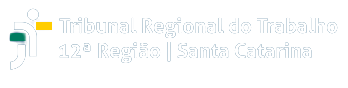 Tribunal Regional do Trabalho
12ª Região | Santa Catarina